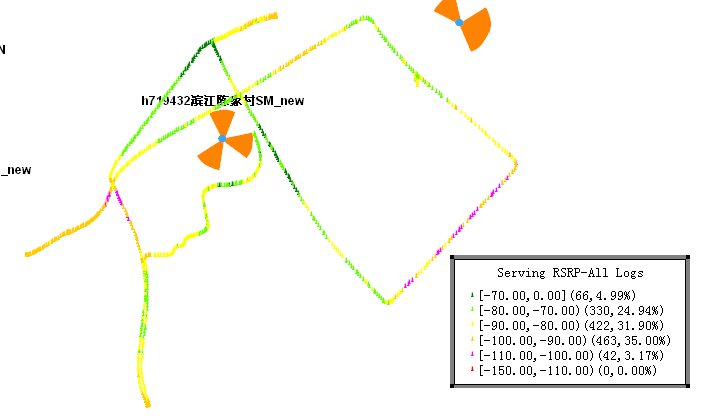 N
h719432滨江陈家村SM_new
_new
Serving RSRP-All Logs
[-70.00,0.00](66,4.99%)
[-80.00,-70.00)(330,24.94%)
[-90.00,-80.00)(422,31.90%)
[-100.00,-90.00)(463,35.00%)
[-110.00,-100.00)(42,3.17%)
[-150.00,-110.00)(0,0.00%)